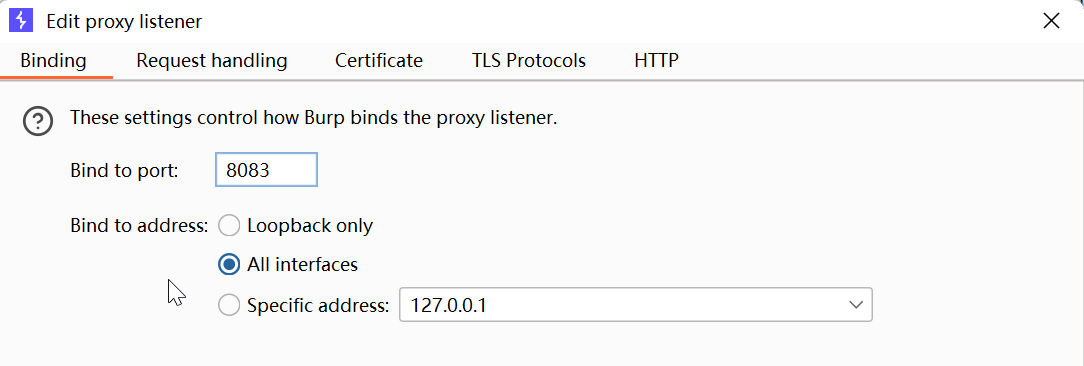 Edit proxy listener
Binding Request handling Certificate TLS Protocols HTTP
These settings control how Burp binds the proxy listener.
Bind to port: 8083
Bind to address: Loopback only
All interfaces
Specific address: 127.0.0.1